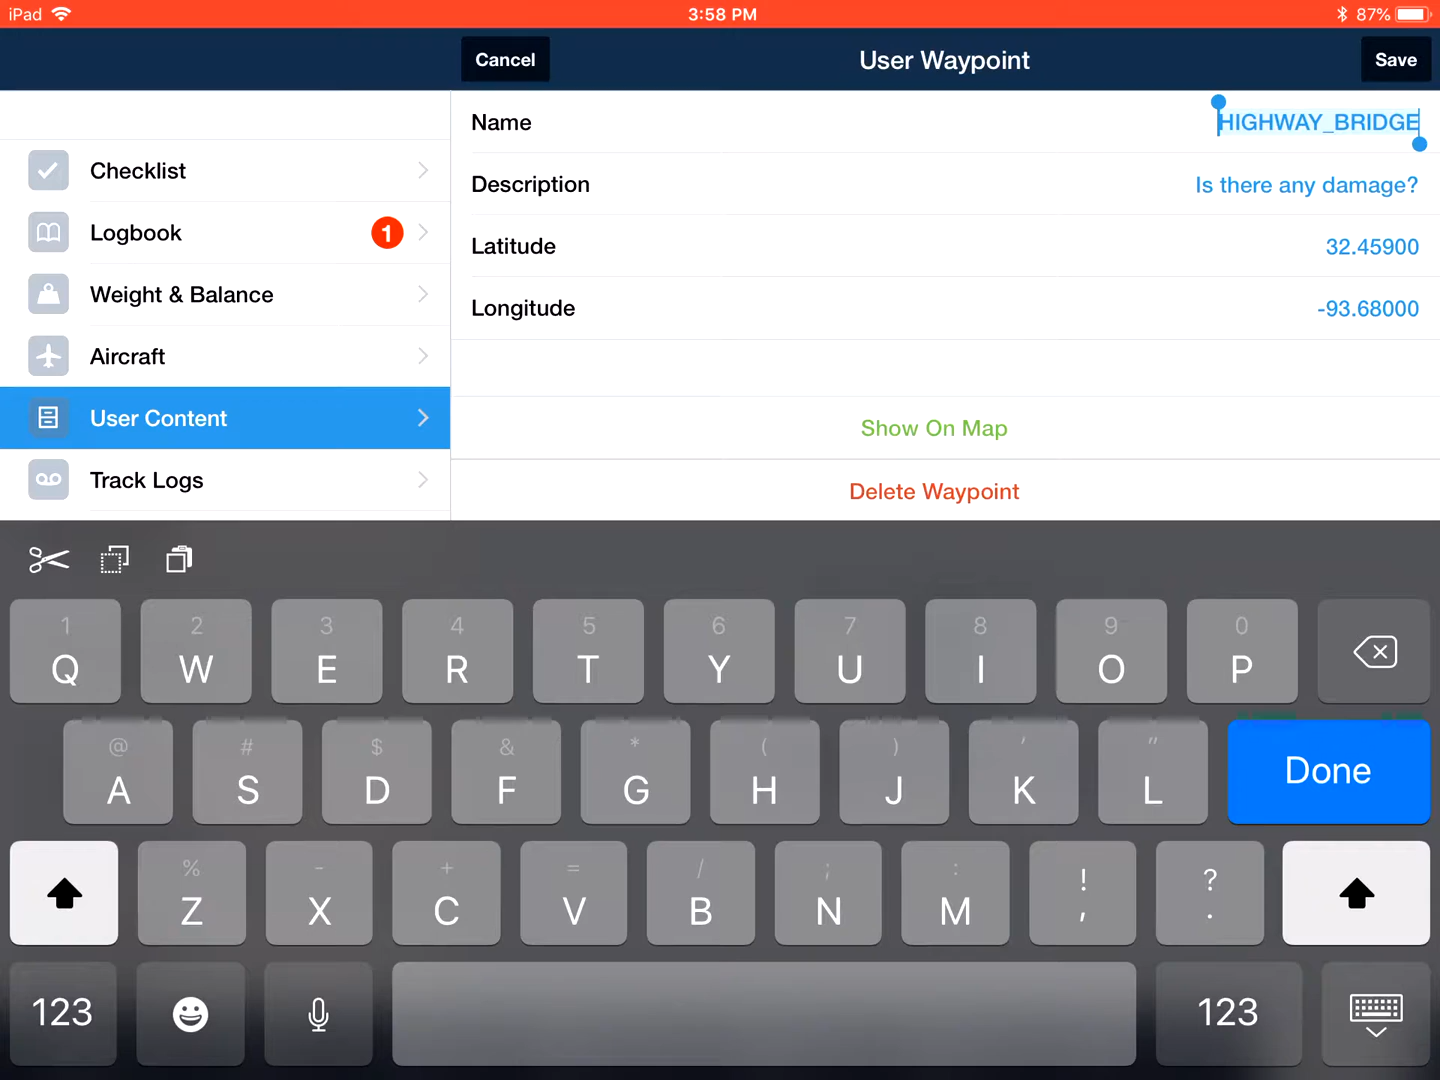 iPad 3:58 PM 87%
Cancel User Waypoint Save
Name HIGHWAY_BRIDGE
Checklist
Description Is there any damage?
Logbook 1
Latitude 32.45900
Weight & Balance
Longitude -93.68000
Aircraft
User Content
Show On Map
Track Logs
Delete Waypoint
1 2 3 4 5 6 7 8 9 0
Q W E R T Y U I O P
@ # $ & * ( ) ' "
A S D F G H J K L Done
% - + = / ; : ! ?
Z X C V B N M , .
123 123